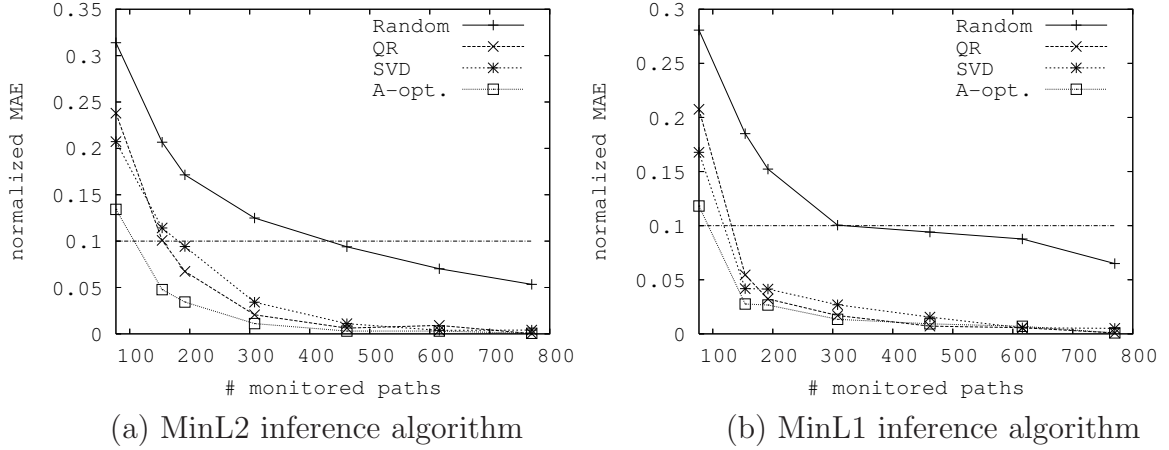 0.35
0.3
0.25
0.2
0.15
0.1
0.05
0
normalized MAE
Random
QR
SVD
A-opt.
100 200 300 400 500 600 700 800
# monitored paths
(a) MinL2 inference algorithm
0.3
0.25
0.2
0.15
0.1
0.05
0
normalized MAE
Random
QR
SVD
A-opt.
100 200 300 400 500 600 700 800
# monitored paths
(b) MinL1 inference algorithm